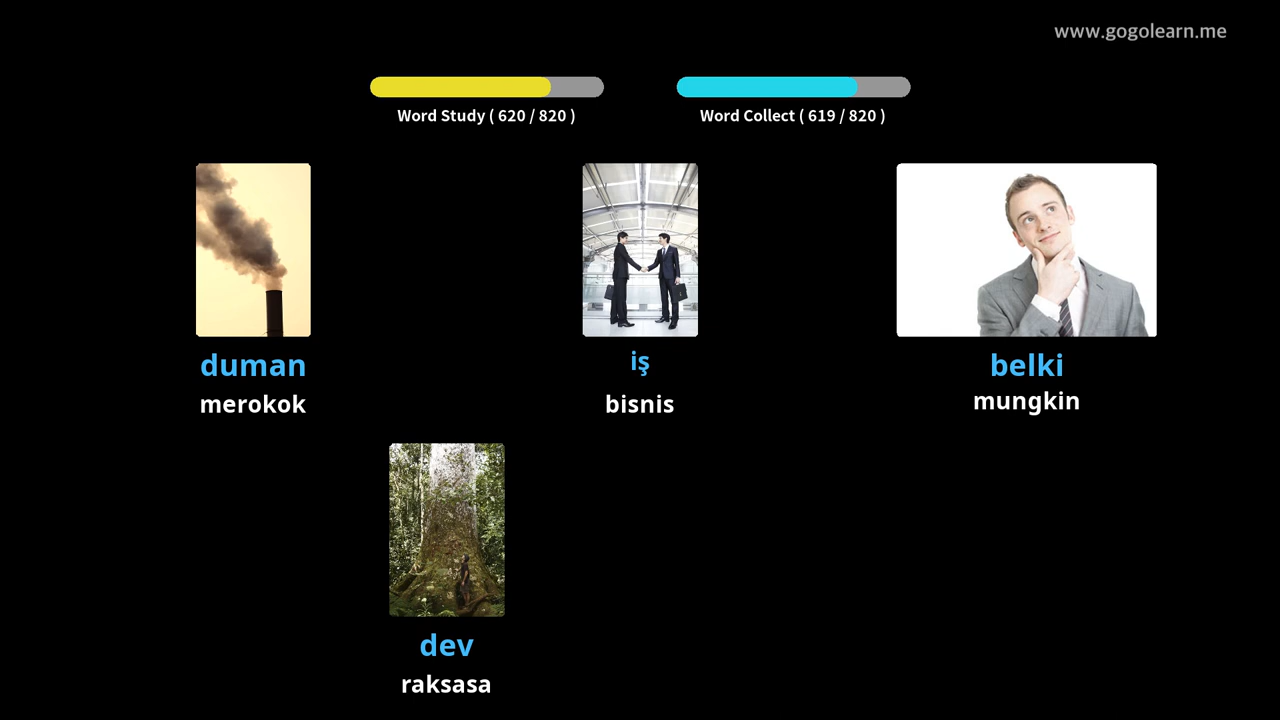 www.gogolearn.me
Word Study ( 620 / 820 )
Word Collect ( 619 / 820 )
duman
merokok
iş
bisnis
belki
mungkin
dev
raksasa